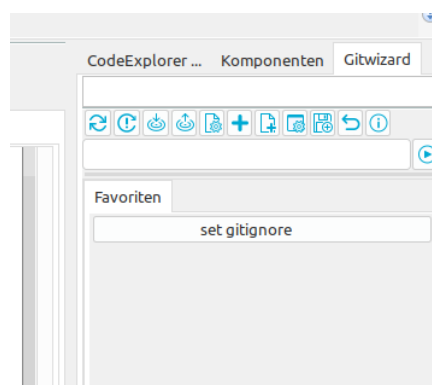 CodeExplorer ... Komponenten Gitwizard
Favoriten
set gitignore